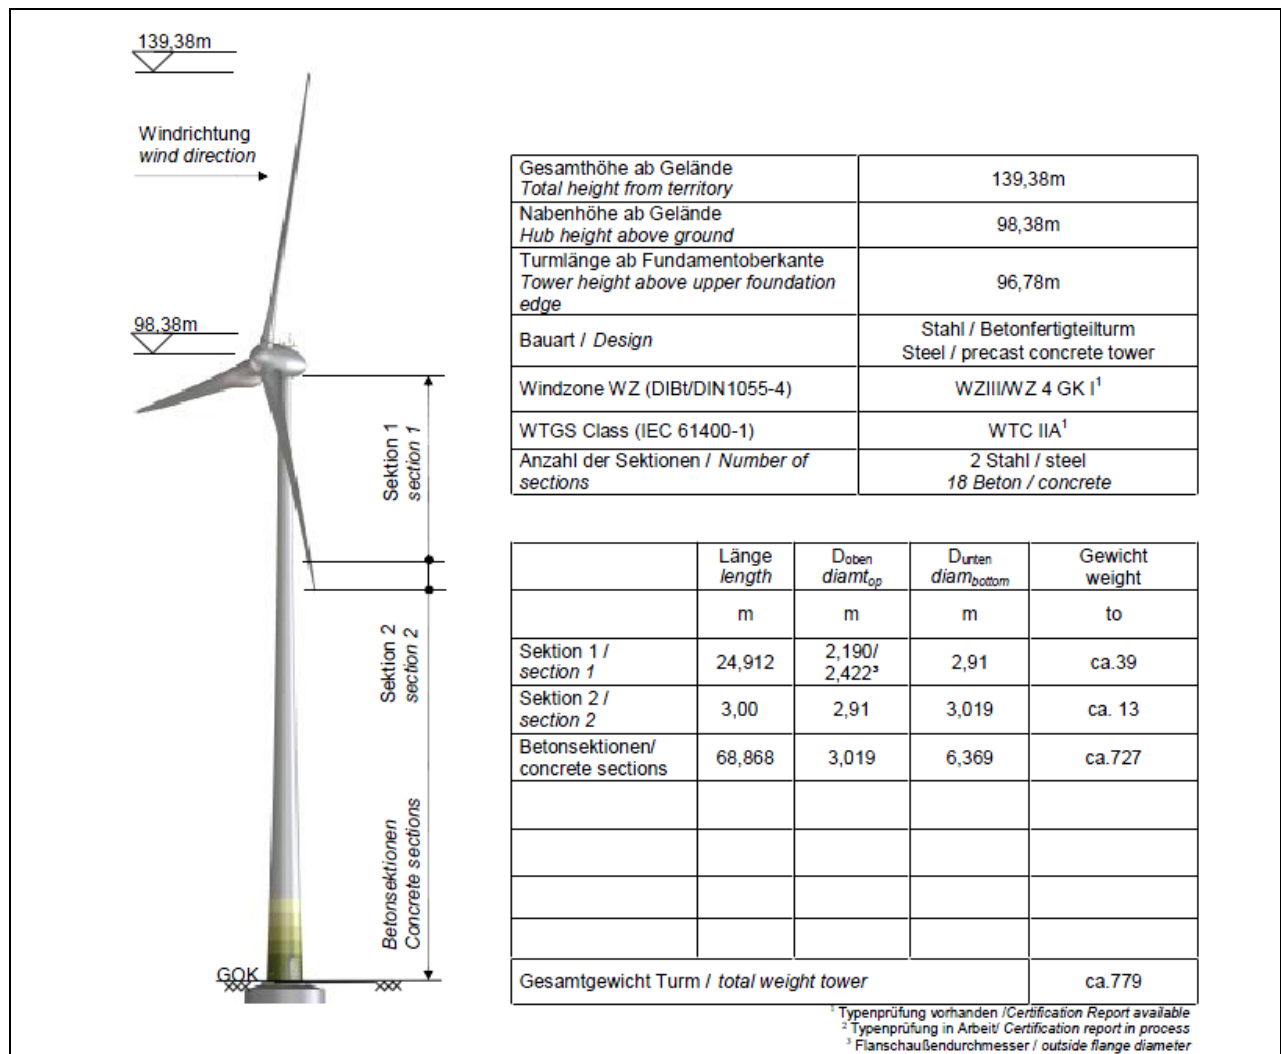 139,38m
Windrichtung
wind direction
98,38m
Sektion 1
section 1
Sektion 2
section 2
Betonsektionen
Concrete sections
GOK
Gesamthöhe ab Gelände
Total height from territory
139,38m
Nabenhöhe ab Gelände
Hub height above ground
98,38m
Turmlänge ab Fundamentoberkante
Tower height above upper foundation
edge
96,78m
Bauart / Design
Stahl / Betonfertigteilturm
Steel / precast concrete tower
Windzone WZ (DIBt/DIN1055-4)
WZIII/WZ 4 GK I¹
WTGS Class (IEC 61400-1)
WTC IIA¹
Anzahl der Sektionen / Number of
sections
2 Stahl / steel
18 Beton / concrete
Länge
length
Doben
diamtop
Dunten
diambottom
Gewicht
weight
m
m
m
to
Sektion 1 /
section 1
24,912
2,190/
2,422³
2,91
ca.39
Sektion 2 /
section 2
3,00
2,91
3,019
ca. 13
Betonsektionen/
concrete sections
68,868
3,019
6,369
ca.727
Gesamtgewicht Turm / total weight tower
ca.779
¹ Typenprüfung vorhanden /Certification Report available
² Typenprüfung in Arbeit/ Certification report in process
³ Flanschaußendurchmesser / outside flange diameter